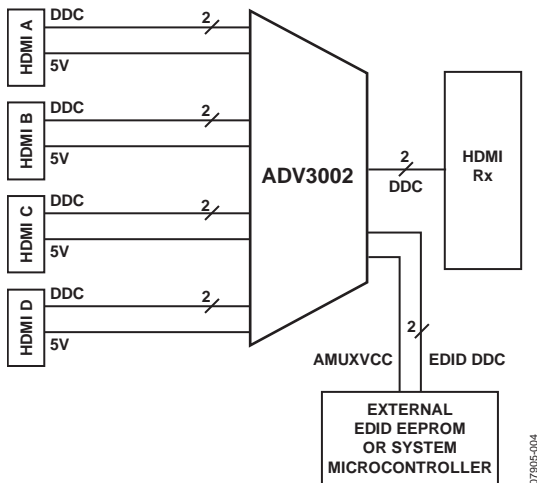 HDMI A
DDC
2
5V
HDMI B
DDC
2
5V
HDMI C
DDC
2
5V
HDMI D
DDC
2
5V
ADV3002
2
DDC
HDMI
Rx
2
AMUXVCC
EDID DDC
EXTERNAL
EDID EEPROM
OR SYSTEM
MICROCONTROLLER
07905-004